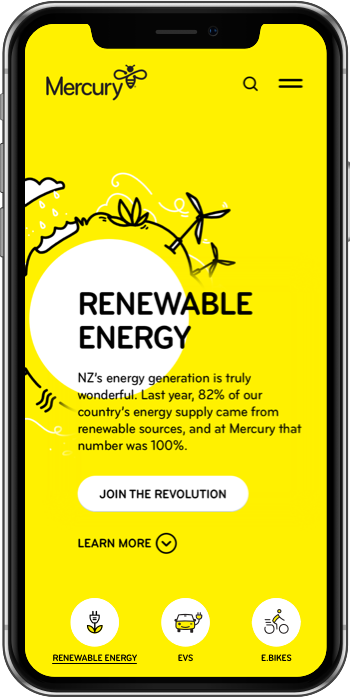 Mercury
RENEWABLE
ENERGY
NZ's energy generation is truly
wonderful. Last year, 82% of our
country's energy supply came from
renewable sources, and at Mercury that
number was 100%.
JOIN THE REVOLUTION
LEARN MORE
RENEWABLE ENERGY
EVS
E.BIKES